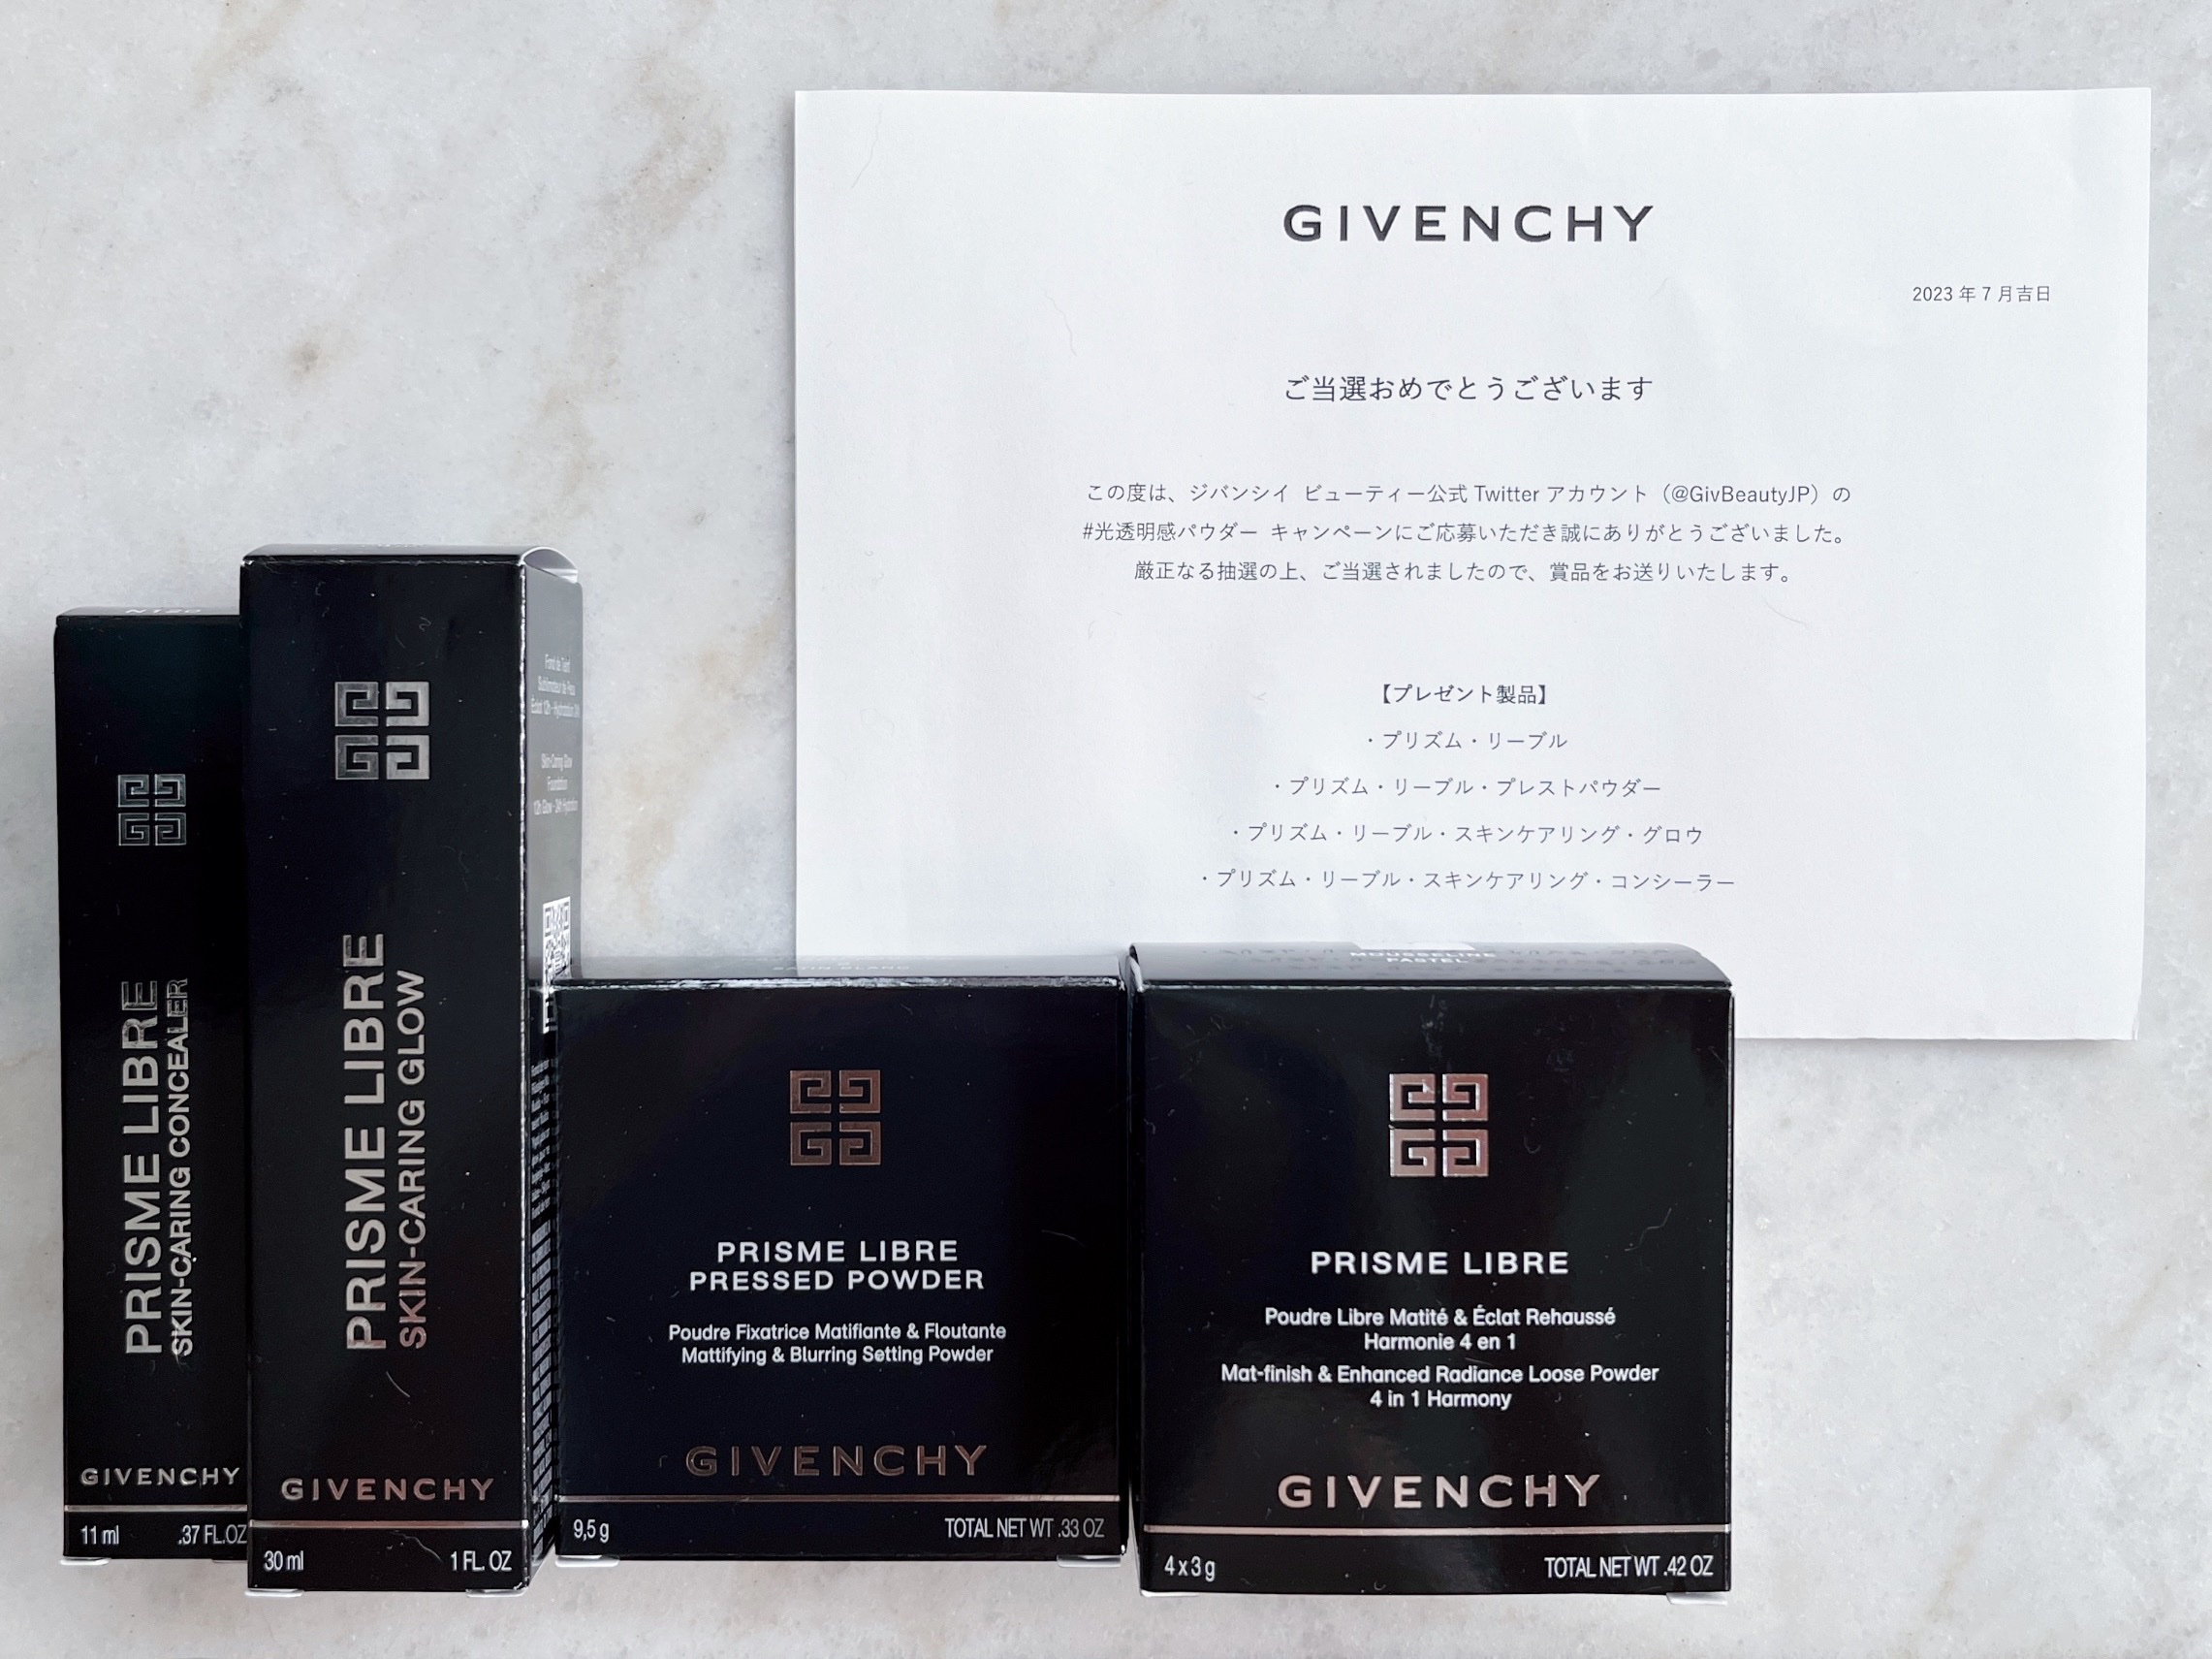 GIVENCHY
2023 年 7 月吉日
ご当選おめでとうございます
この度は、ジバンシイ ビューティー公式 Twitter アカウント（@GivBeautyJP）の
#光透明感パウダー キャンペーンにご応募いただき誠にありがとうございました。
厳正なる抽選の上、ご当選されましたので、賞品をお送りいたします。
【プレゼント製品】
・プリズム・リーブル
・プリズム・リーブル・プレストパウダー
・プリズム・リーブル・スキンケアリング・グロウ
・プリズム・リーブル・スキンケアリング・コンシーラー
N120
PRISME LIBRE
SKIN-CARING CONCEALER
GIVENCHY
11 ml .37 FL.OZ
PRISME LIBRE
SKIN-CARING GLOW
GIVENCHY
30 ml 1 FL. OZ
Fond de Teint
Sublimateur de Peau
Skin-Caring Glow
Foundation
PRISME LIBRE
PRESSED POWDER
Poudre Fixatrice Matifiante & Floutante
Mattifying & Blurring Setting Powder
GIVENCHY
9,5 g TOTAL NET WT .33 OZ
MOUSSELINE
PASTEL
PRISME LIBRE
Poudre Libre Matité & Éclat Rehaussé
Harmonie 4 en 1
Mat-finish & Enhanced Radiance Loose Powder
4 in 1 Harmony
GIVENCHY
4 x 3 g TOTAL NET WT .42 OZ